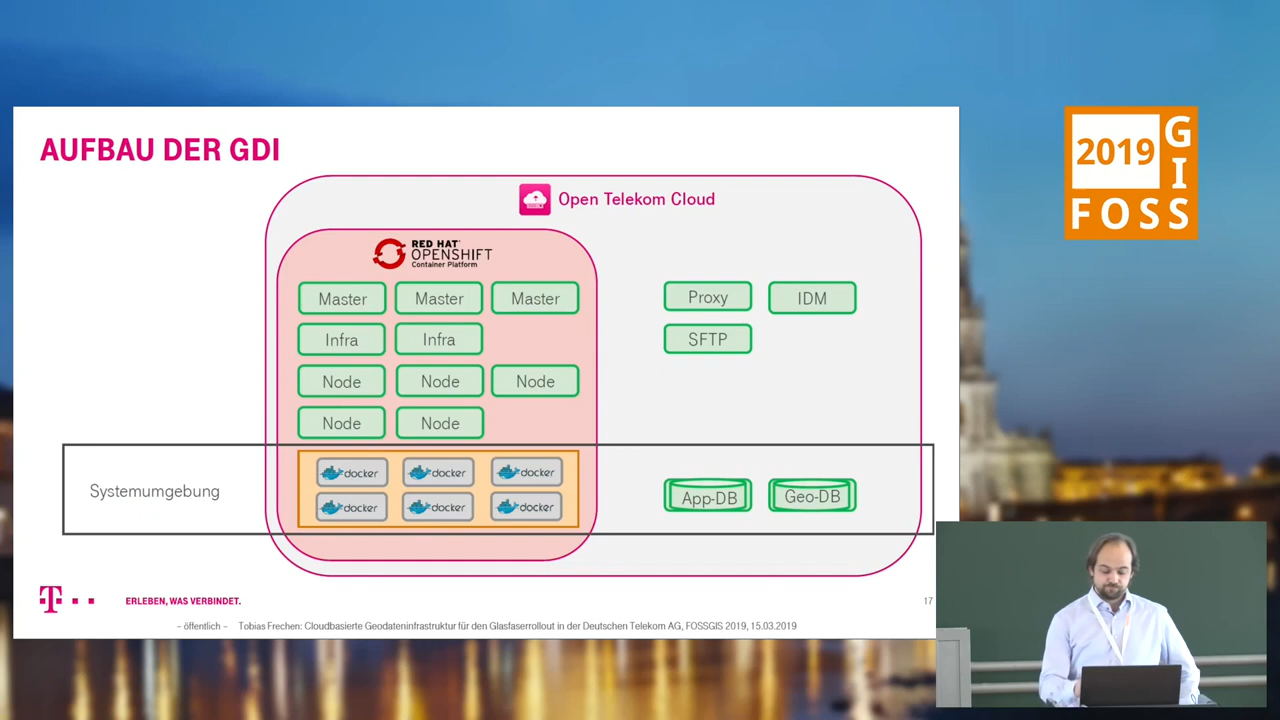 AUFBAU DER GDI
Open Telekom Cloud
RED HAT
OPENSHIFT
Container Platform
Master Master Master
Infra Infra
Node Node Node
Node Node
Proxy IDM
SFTP
Systemumgebung
docker docker docker
docker docker docker
App-DB Geo-DB
T
ERLEBEN, WAS VERBINDET.
17
– öffentlich – Tobias Frechen: Cloudbasierte Geodateninfrastruktur für den Glasfaserrollout in der Deutschen Telekom AG, FOSSGIS 2019, 15.03.2019
2019
GIS
FOSS